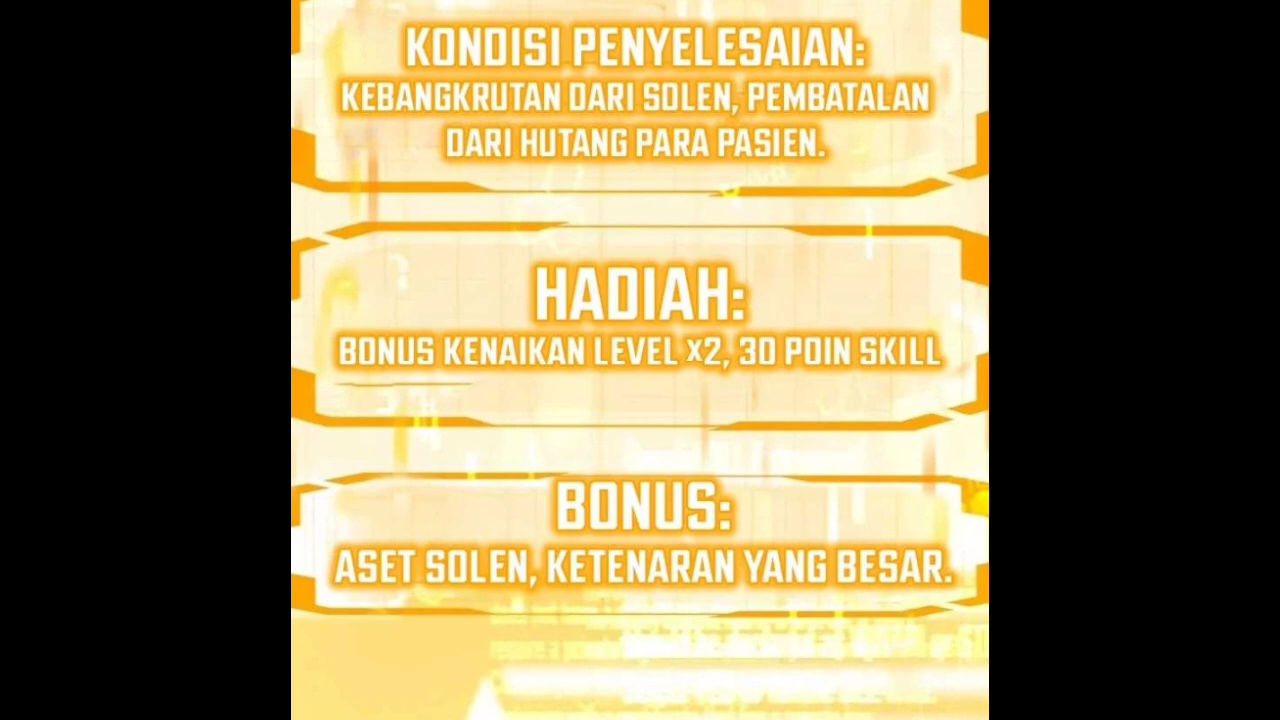 KONDISI PENYELESAIAN:
KEBANGKRUTAN DARI SOLEN, PEMBATALAN
DARI HUTANG PARA PASIEN.
HADIAH:
BONUS KENAIKAN LEVEL x2, 30 POIN SKILL
BONUS:
ASET SOLEN, KETENARAN YANG BESAR.